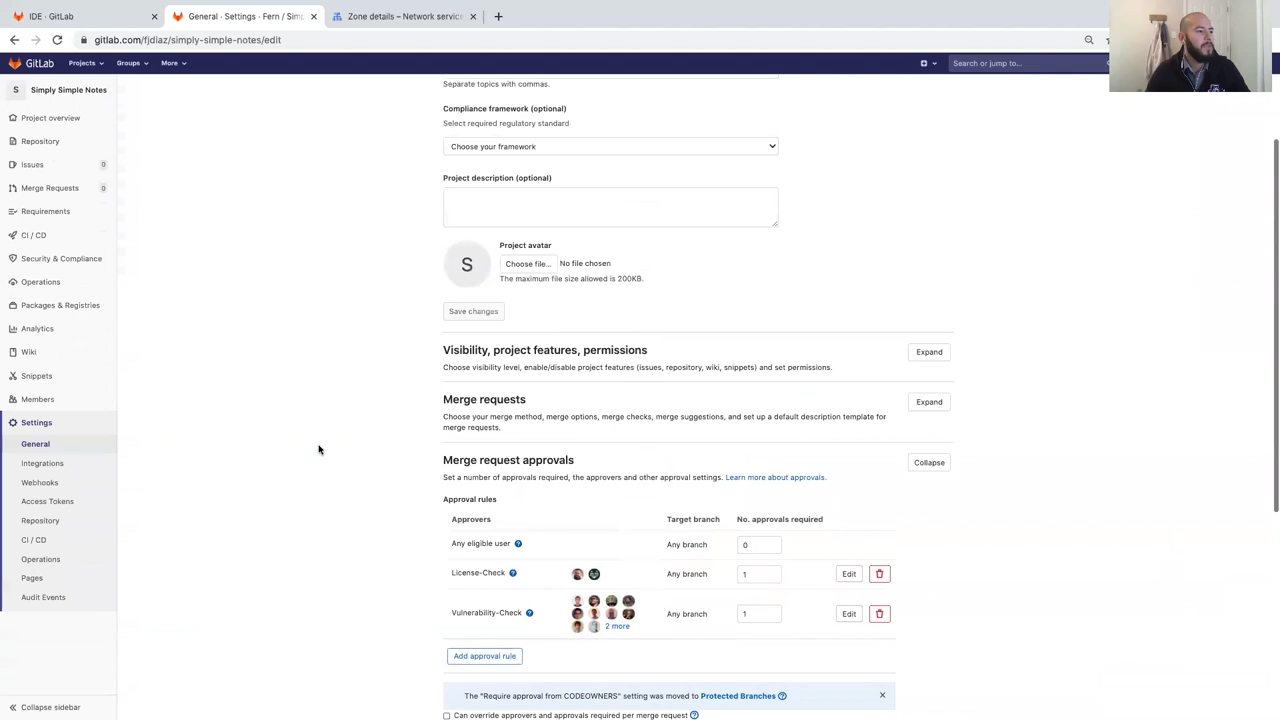 IDE · GitLab
General · Settings · Fern / Sim
Zone details – Network service
gitlab.com/fjdiaz/simply-simple-notes/edit
GitLab
Projects
Groups
More
Search or jump to...
S
Simply Simple Notes
Project overview
Repository
Issues
0
Merge Requests
0
Requirements
CI / CD
Security & Compliance
Operations
Packages & Registries
Analytics
Wiki
Snippets
Members
Settings
General
Integrations
Webhooks
Access Tokens
Repository
CI / CD
Operations
Pages
Audit Events
Collapse sidebar
Separate topics with commas.
Compliance framework (optional)
Select required regulatory standard
Choose your framework
Project description (optional)
S
Project avatar
Choose file... No file chosen
The maximum file size allowed is 200KB.
Save changes
Visibility, project features, permissions
Expand
Choose visibility level, enable/disable project features (issues, repository, wiki, snippets) and set permissions.
Merge requests
Expand
Choose your merge method, merge options, merge checks, merge suggestions, and set up a default description template for
merge requests.
Merge request approvals
Collapse
Set a number of approvals required, the approvers and other approval settings. Learn more about approvals.
Approval rules
Approvers Target branch No. approvals required
Any eligible user ? Any branch 0
License-Check ? Any branch 1 Edit
Vulnerability-Check ? Any branch 1 Edit
2 more
Add approval rule
The "Require approval from CODEOWNERS" setting was moved to Protected Branches ?
Can override approvers and approvals required per merge request ?